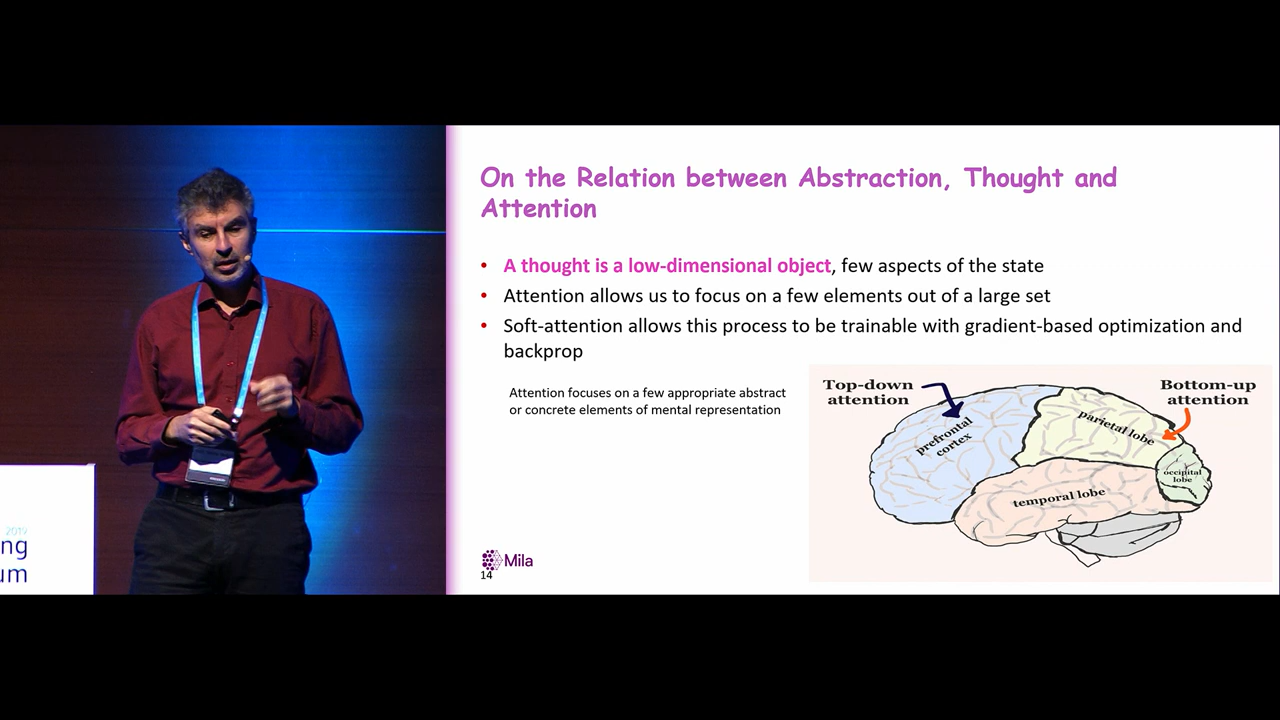 On the Relation between Abstraction, Thought and
Attention
• A thought is a low-dimensional object, few aspects of the state
• Attention allows us to focus on a few elements out of a large set
• Soft-attention allows this process to be trainable with gradient-based optimization and
backprop
Attention focuses on a few appropriate abstract
or concrete elements of mental representation
Top-down
attention
Bottom-up
attention
prefrontal
cortex
parietal lobe
occipital
lobe
temporal lobe
Mila
14
2019
ng
um